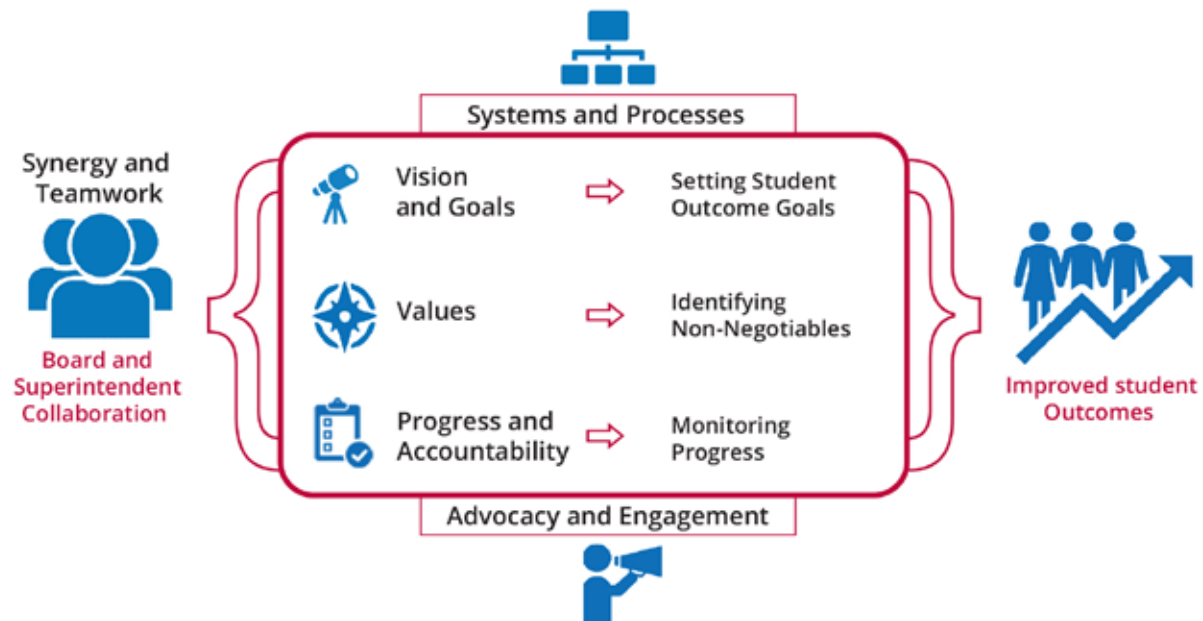 Systems and Processes
Synergy and
Teamwork
Board and
Superintendent
Collaboration
Vision
and Goals
Setting Student
Outcome Goals
Values
Identifying
Non-Negotiables
Progress and
Accountability
Monitoring
Progress
Improved student
Outcomes
Advocacy and Engagement